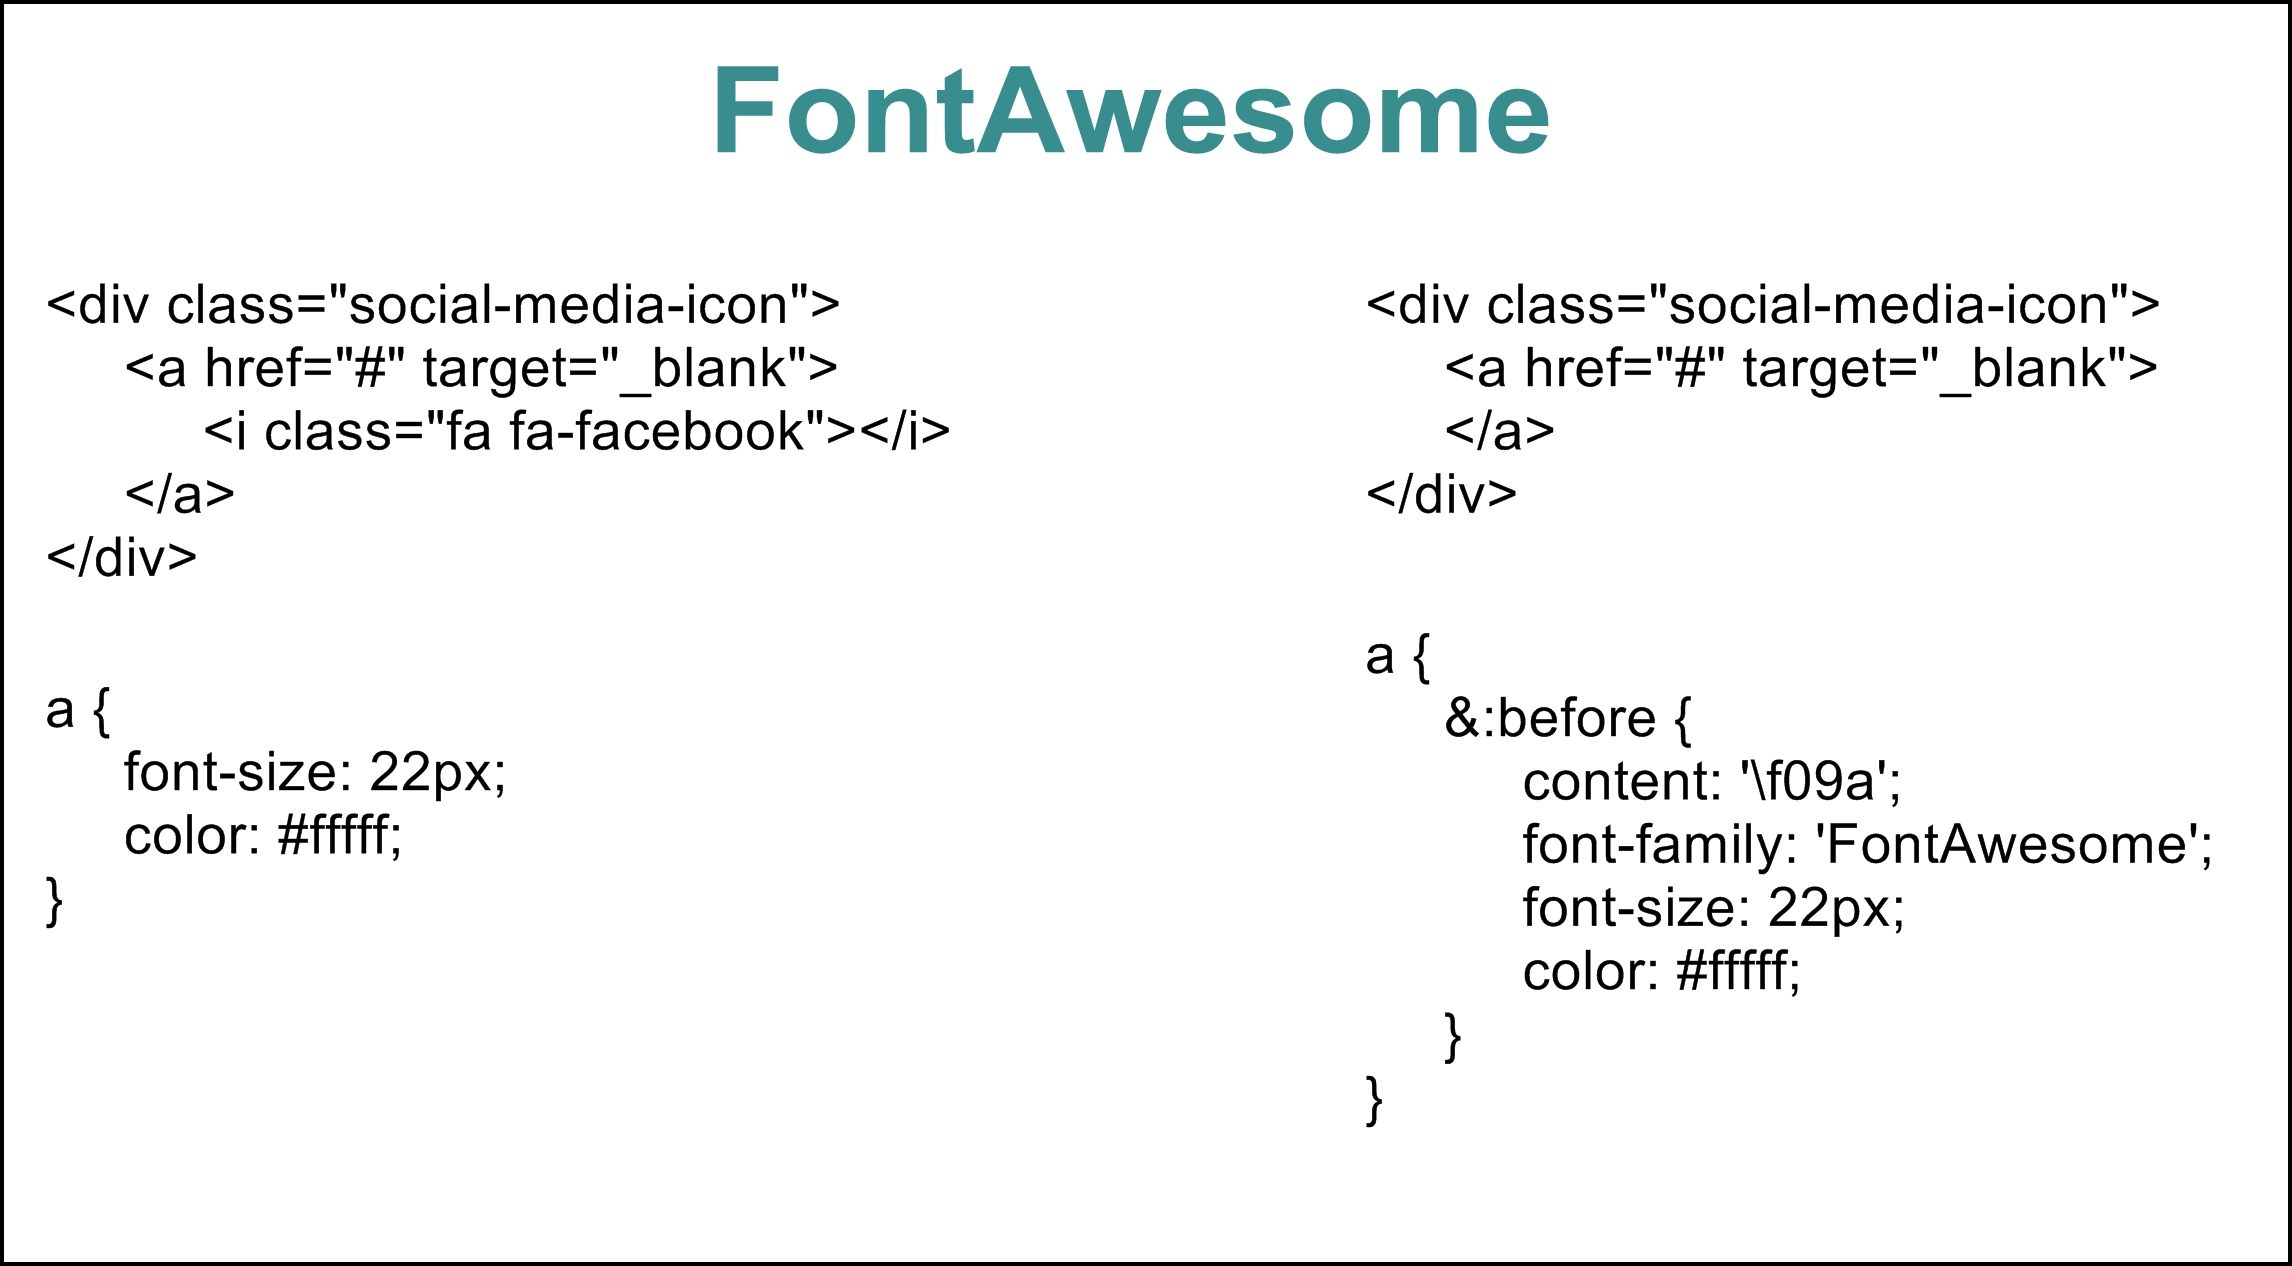 FontAwesome
<div class="social-media-icon">
<a href="#" target="_blank">
<i class="fa fa-facebook"></i>
</a>
</div>
a {
font-size: 22px;
color: #fffff;
}
<div class="social-media-icon">
<a href="#" target="_blank">
</a>
</div>
a {
&:before {
content: '\f09a';
font-family: 'FontAwesome';
font-size: 22px;
color: #fffff;
}
}